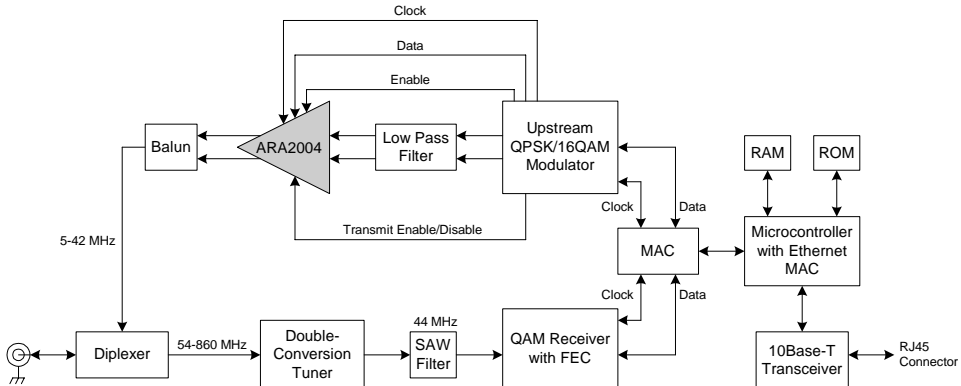 Clock
Data
Enable
Balun
ARA2004
Low Pass
Filter
Upstream
QPSK/16QAM
Modulator
RAM
ROM
Transmit Enable/Disable
Clock
Data
5-42 MHz
MAC
Microcontroller
with Ethernet
MAC
Clock
Data
Diplexer
54-860 MHz
Double-
Conversion
Tuner
44 MHz
SAW
Filter
QAM Receiver
with FEC
10Base-T
Transceiver
RJ45
Connector